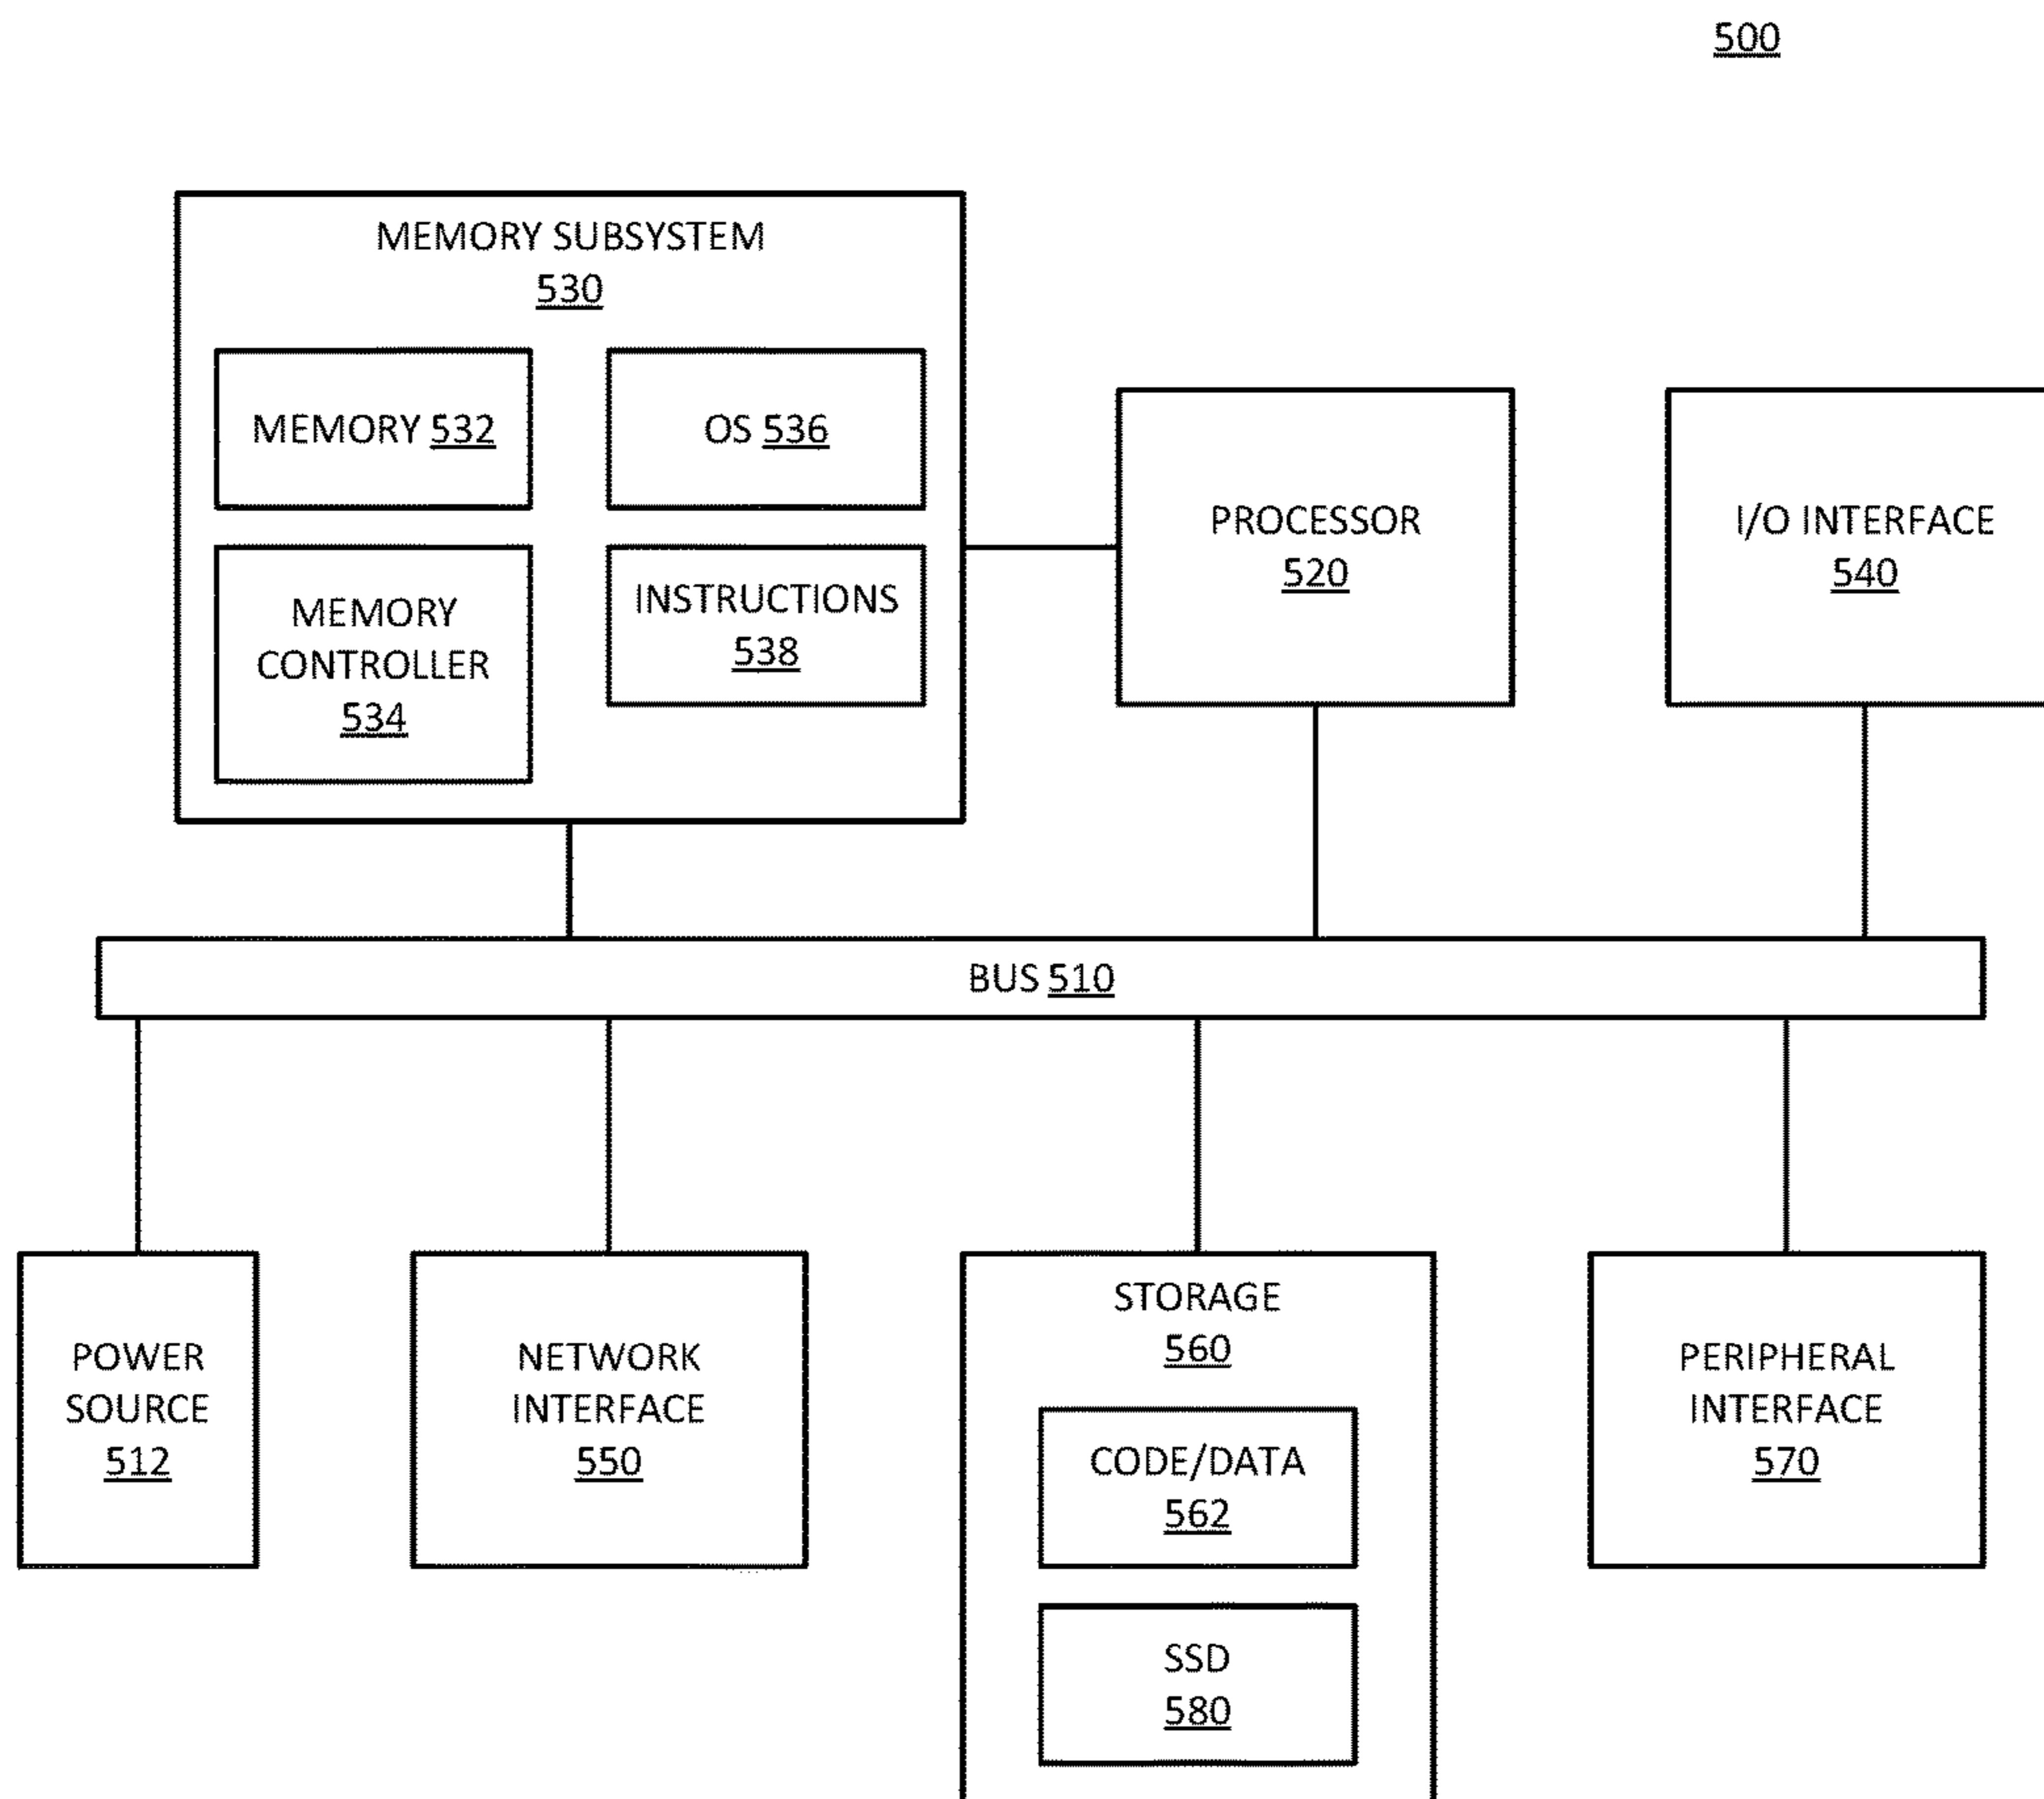 500
MEMORY SUBSYSTEM
530
MEMORY 532
OS 536
MEMORY
CONTROLLER
534
INSTRUCTIONS
538
PROCESSOR
520
I/O INTERFACE
540
BUS 510
POWER
SOURCE
512
NETWORK
INTERFACE
550
STORAGE
560
CODE/DATA
562
SSD
580
PERIPHERAL
INTERFACE
570